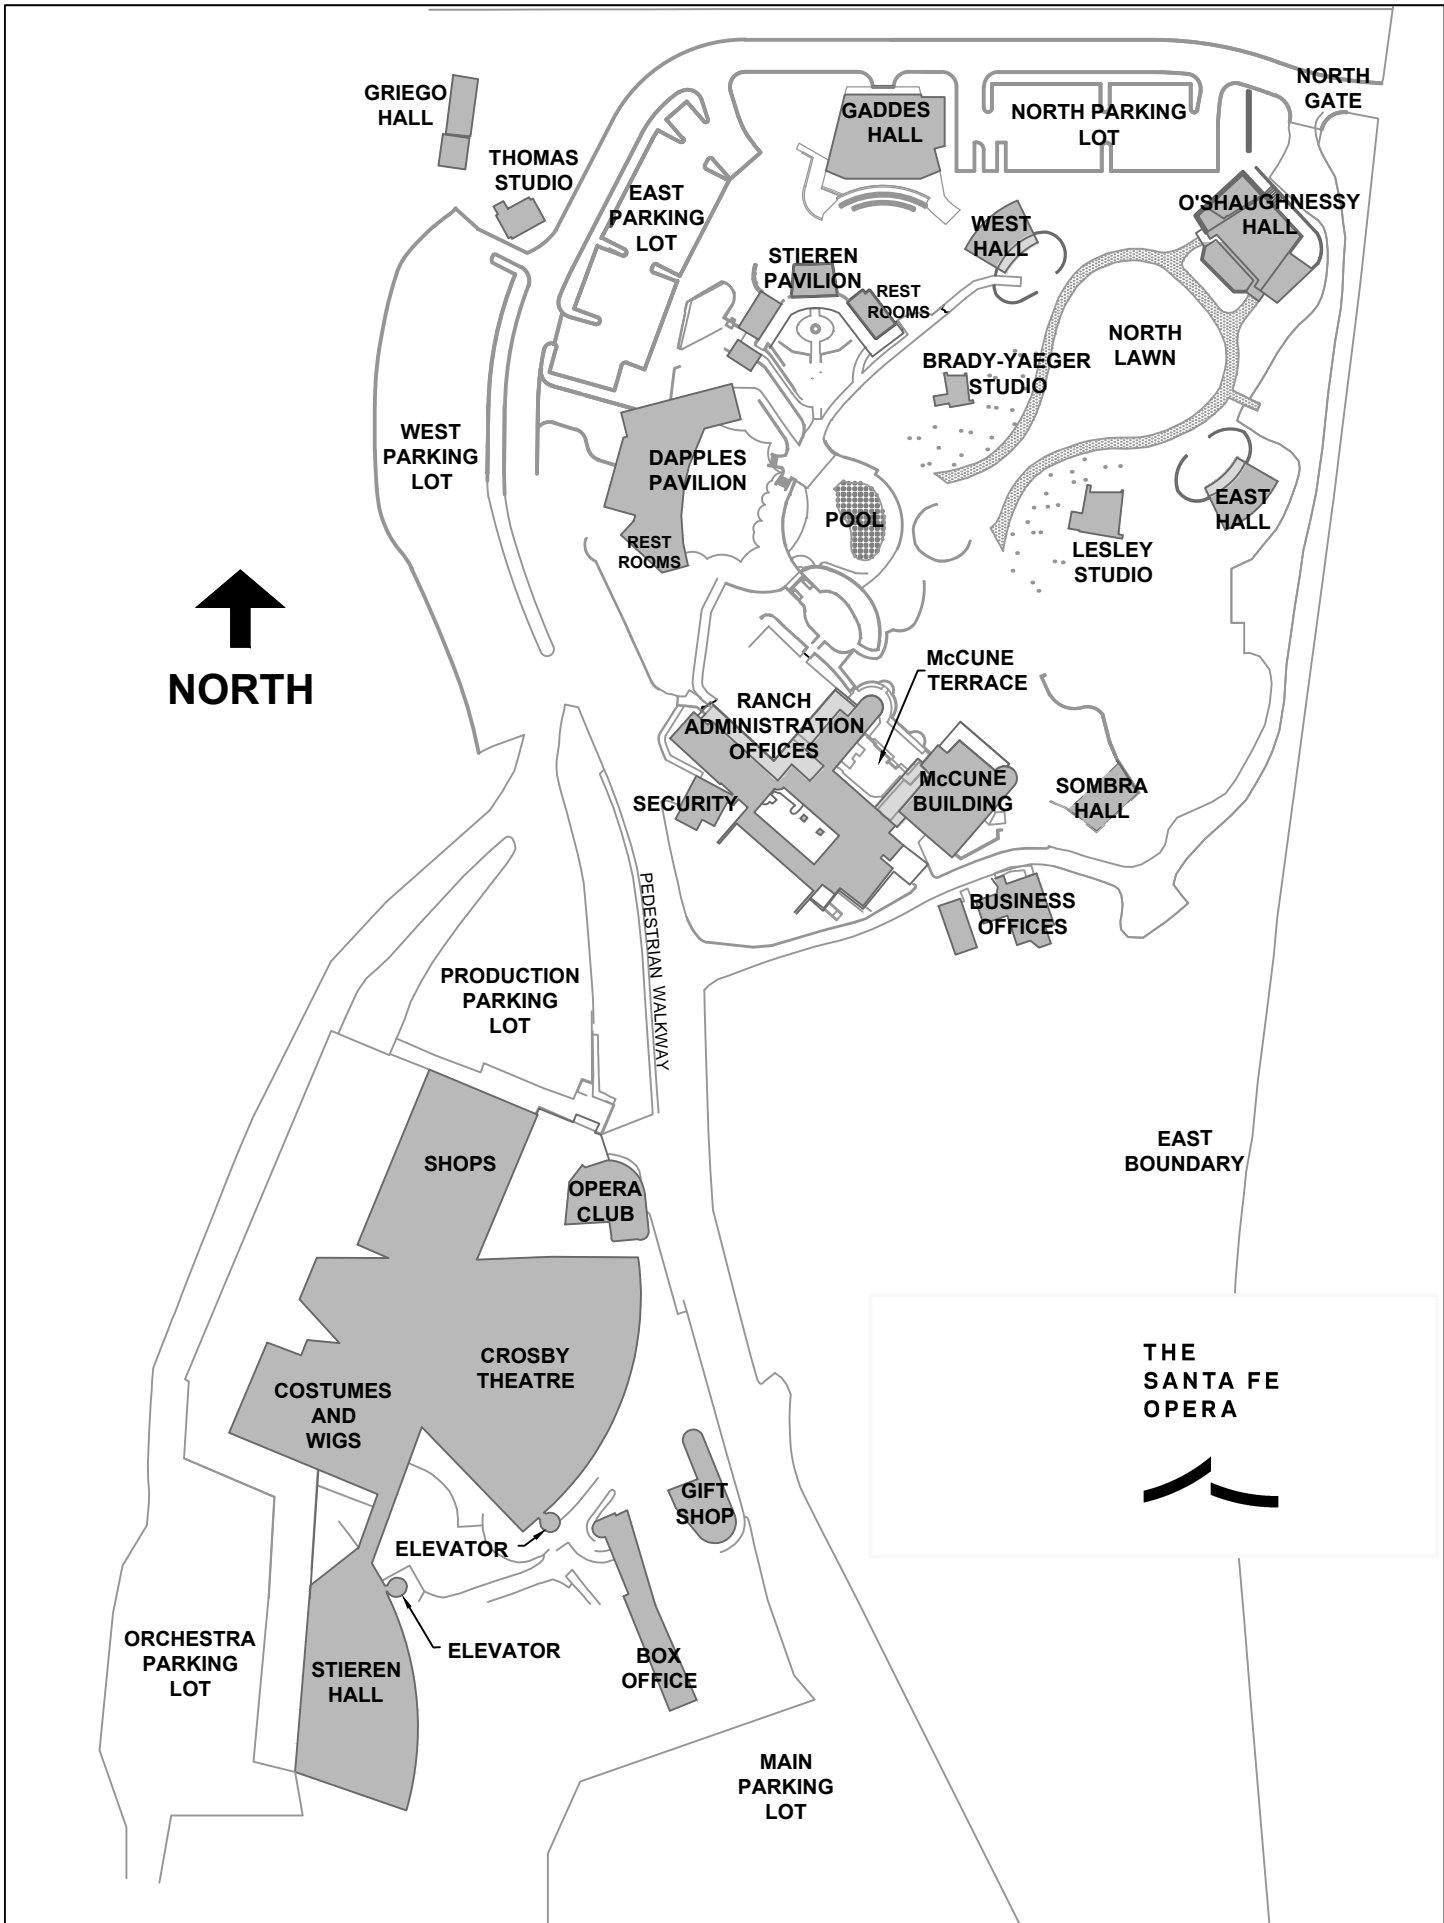 GRIEGO
HALL
THOMAS
STUDIO
EAST
PARKING
LOT
GADDES
HALL
NORTH PARKING
LOT
NORTH
GATE
O'SHAUGHNESSY
HALL
WEST
HALL
STIEREN
PAVILION
REST
ROOMS
NORTH
LAWN
BRADY-YAEGER
STUDIO
WEST
PARKING
LOT
DAPPLES
PAVILION
REST
ROOMS
POOL
EAST
HALL
LESLEY
STUDIO
NORTH
McCUNE
TERRACE
RANCH
ADMINISTRATION
OFFICES
SECURITY
McCUNE
BUILDING
SOMBRA
HALL
BUSINESS
OFFICES
PEDESTRIAN WALKWAY
PRODUCTION
PARKING
LOT
SHOPS
OPERA
CLUB
EAST
BOUNDARY
CROSBY
THEATRE
COSTUMES
AND
WIGS
THE
SANTA FE
OPERA
GIFT
SHOP
ELEVATOR
ELEVATOR
ORCHESTRA
PARKING
LOT
STIEREN
HALL
BOX
OFFICE
MAIN
PARKING
LOT